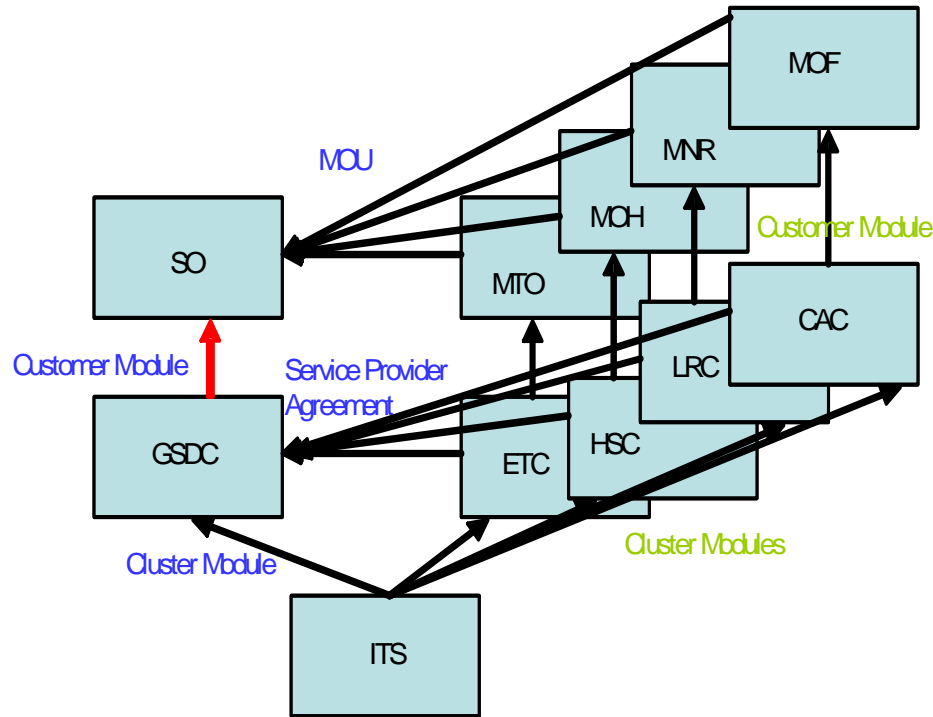 MOF
MNR
MOU
MOH
Customer Module
SO
MTO
CAC
Customer Module
Service Provider
Agreement
LRC
GSDC
ETC
HSC
Cluster Module
Cluster Modules
ITS